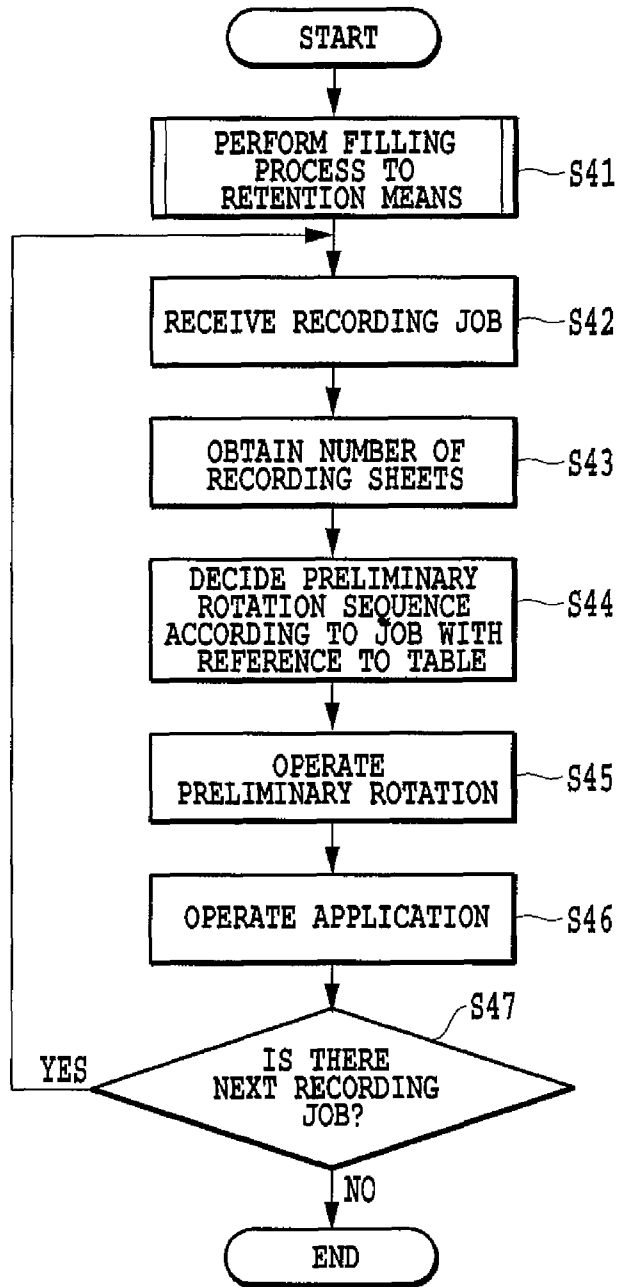 START
PERFORM FILLING
PROCESS TO
RETENTION MEANS
S41
RECEIVE RECORDING JOB
S42
OBTAIN NUMBER OF
RECORDING SHEETS
S43
DECIDE PRELIMINARY
ROTATION SEQUENCE
ACCORDING TO JOB WITH
REFERENCE TO TABLE
S44
OPERATE
PRELIMINARY ROTATION
S45
OPERATE APPLICATION
S46
S47
YES
IS THERE
NEXT RECORDING
JOB?
NO
END